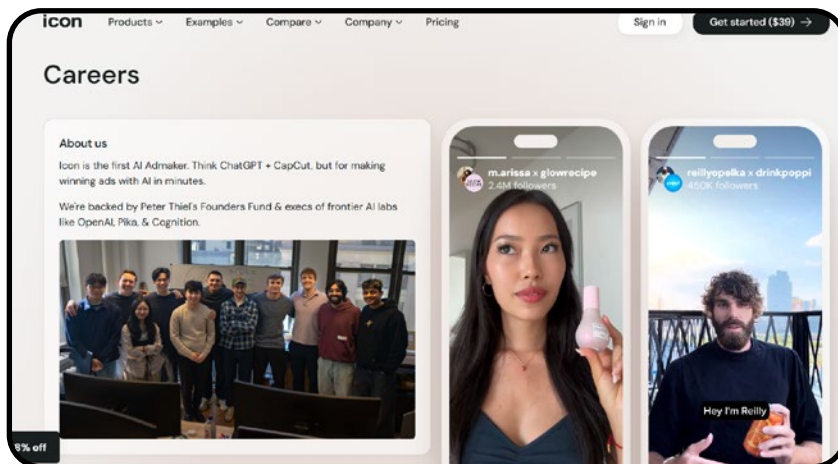 icon
Products
Examples
Compare
Company
Pricing
Sign in
Get started ($39) →
Careers
About us
Icon is the first AI Admaker. Think ChatGPT + CapCut, but for making
winning ads with AI in minutes.
We're backed by Peter Thiel's Founders Fund & execs of frontier AI labs
like OpenAI, Pika, & Cognition.
m.arissa x glowrecipe
2.4M followers
reillyopelka x drinkpoppi
450K followers
Hey I'm Reilly
% off